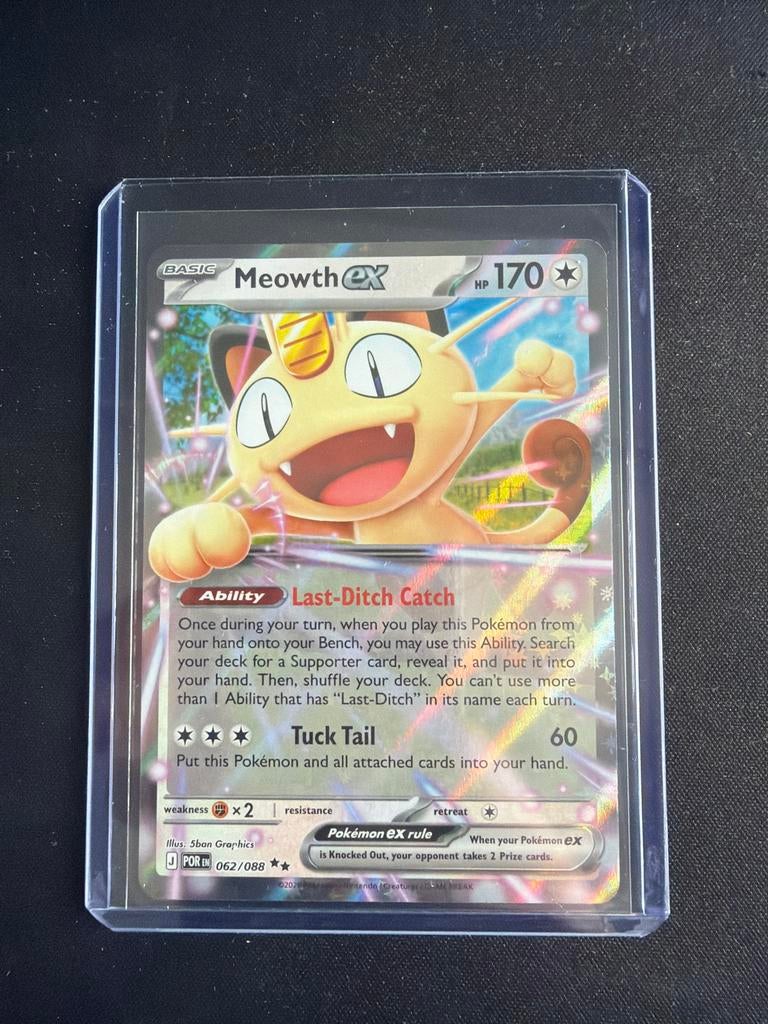 BASIC Meowth ex HP 170
Ability Last-Ditch Catch
Once during your turn, when you play this Pokémon from
your hand onto your Bench, you may use this Ability. Search
your deck for a Supporter card, reveal it, and put it into
your hand. Then, shuffle your deck. You can't use more
than 1 Ability that has “Last-Ditch” in its name each turn.
Tuck Tail 60
Put this Pokémon and all attached cards into your hand.
weakness ×2 resistance retreat
Pokémon ex rule When your Pokémon ex
is Knocked Out, your opponent takes 2 Prize cards.
Illus. 5ban Graphics
J POR EN 062/088
Nintendo / Creatures / GAME FREAK